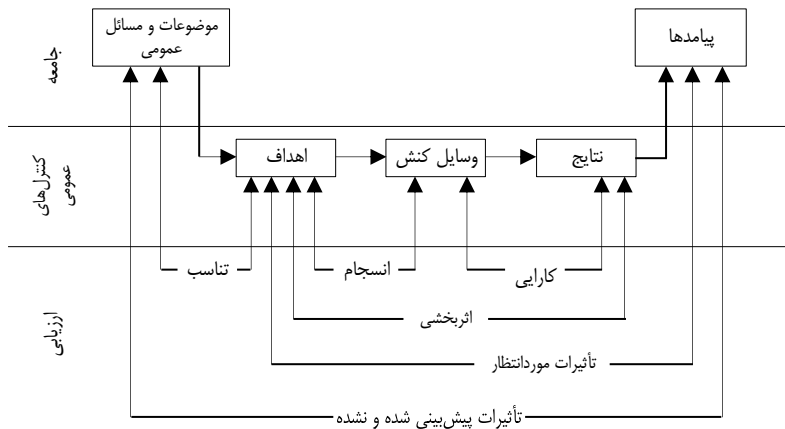 موضوعات و مسائل
عمومی
پیامدها
جامعه
اهداف
وسایل کنش
نتایج
کنترل‌های
عمومی
تناسب
انسجام
کارایی
اثربخشی
ارزیابی
تأثیرات موردانتظار
تأثیرات پیش‌بینی شده و نشده